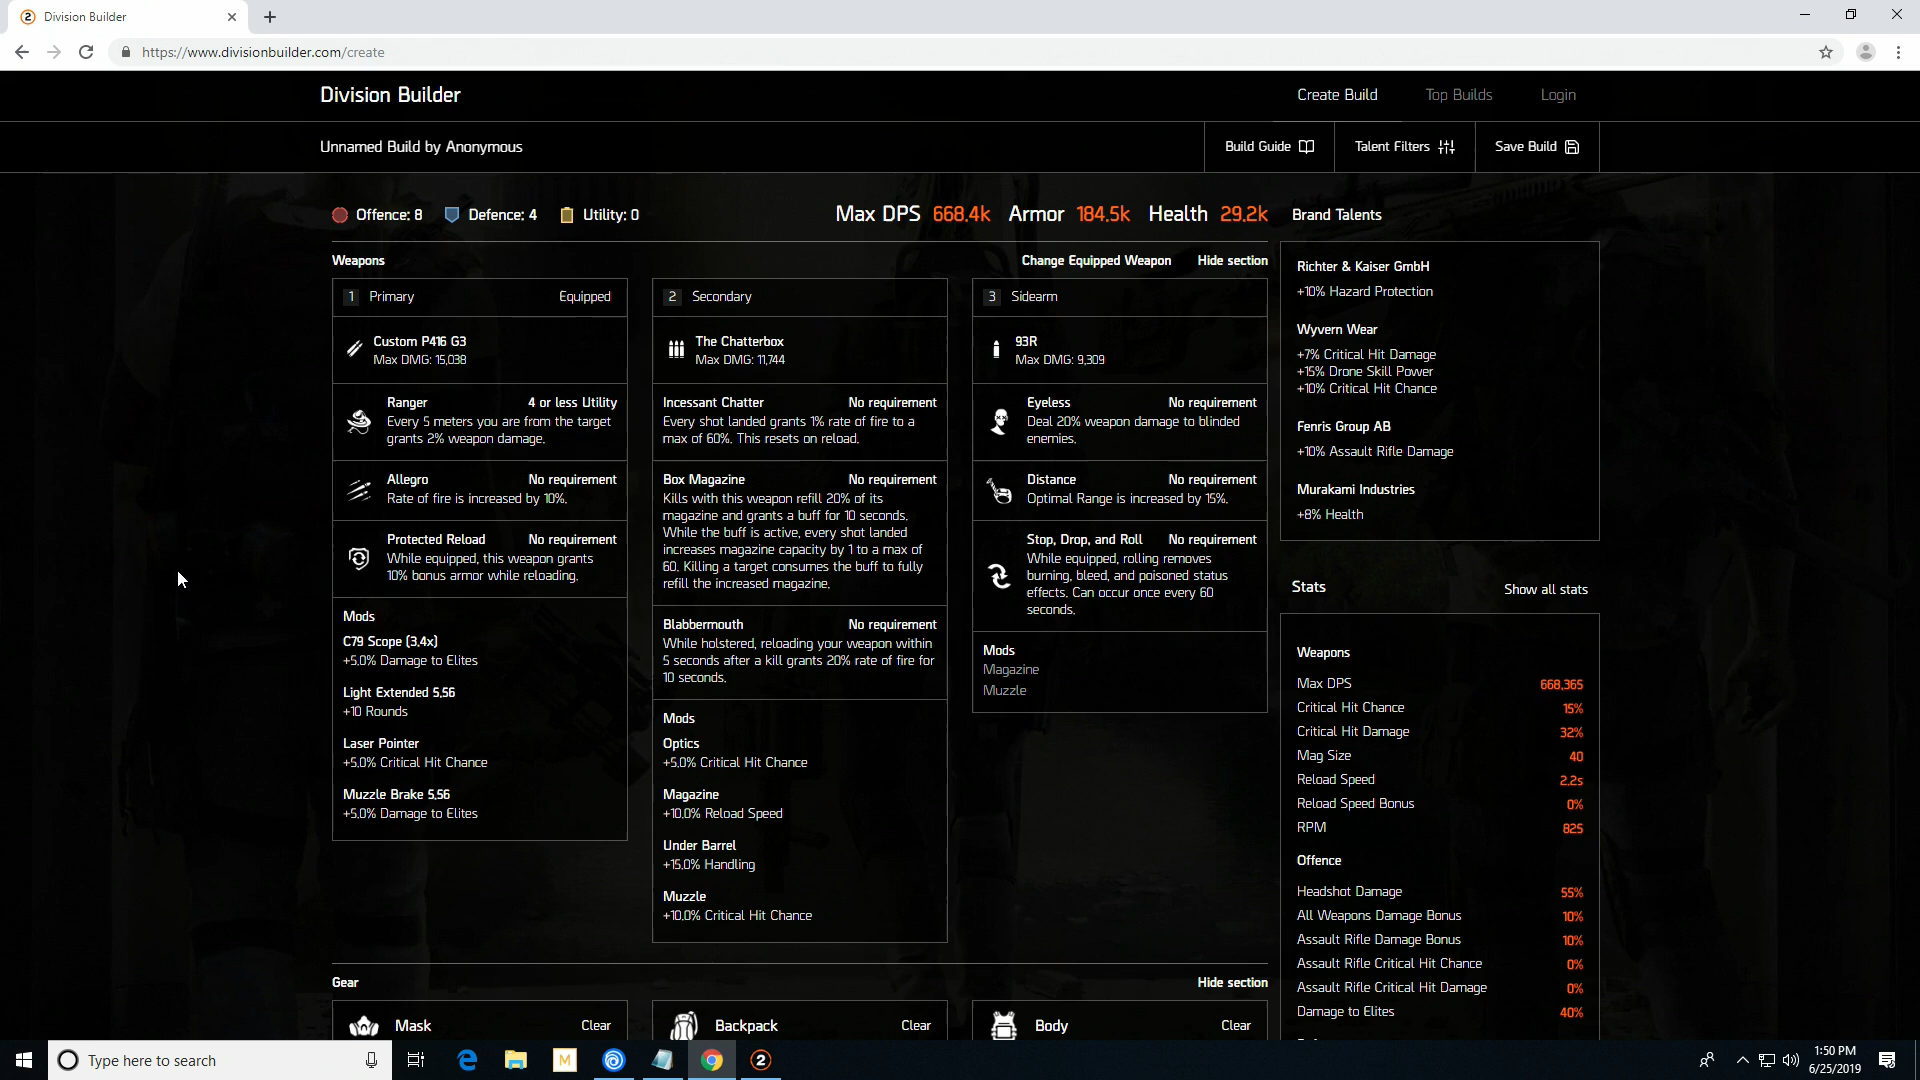 Division Builder
https://www.divisionbuilder.com/create
Division Builder
Create Build
Top Builds
Login
Unnamed Build by Anonymous
Build Guide
Talent Filters
Save Build
Offence: 8
Defence: 4
Utility: 0
Max DPS 668.4k Armor 184.5k Health 29.2k
Weapons
Change Equipped Weapon
Hide section
1 Primary
Equipped
Custom P416 G3
Max DMG: 15,038
Ranger
4 or less Utility
Every 5 meters you are from the target
grants 2% weapon damage.
Allegro
No requirement
Rate of fire is increased by 10%.
Protected Reload
No requirement
While equipped, this weapon grants
10% bonus armor while reloading.
Mods
C79 Scope (3.4x)
+5.0% Damage to Elites
Light Extended 5.56
+10 Rounds
Laser Pointer
+5.0% Critical Hit Chance
Muzzle Brake 5.56
+5.0% Damage to Elites
2 Secondary
The Chatterbox
Max DMG: 11,744
Incessant Chatter
No requirement
Every shot landed grants 1% rate of fire to a
max of 60%. This resets on reload.
Box Magazine
No requirement
Kills with this weapon refill 20% of its
magazine and grants a buff for 10 seconds.
While the buff is active, every shot landed
increases magazine capacity by 1 to a max of
60. Killing a target consumes the buff to fully
refill the increased magazine.
Blabbermouth
No requirement
While holstered, reloading your weapon within
5 seconds after a kill grants 20% rate of fire for
10 seconds.
Mods
Optics
+5.0% Critical Hit Chance
Magazine
+10.0% Reload Speed
Under Barrel
+15.0% Handling
Muzzle
+10.0% Critical Hit Chance
3 Sidearm
93R
Max DMG: 9,309
Eyeless
No requirement
Deal 20% weapon damage to blinded
enemies.
Distance
No requirement
Optimal Range is increased by 15%.
Stop, Drop, and Roll
No requirement
While equipped, rolling removes
burning, bleed, and poisoned status
effects. Can occur once every 60
seconds.
Mods
Magazine
Muzzle
Gear
Hide section
Mask
Clear
Backpack
Clear
Body
Clear
Brand Talents
Richter & Kaiser GmbH
+10% Hazard Protection
Wyvern Wear
+7% Critical Hit Damage
+15% Drone Skill Power
+10% Critical Hit Chance
Fenris Group AB
+10% Assault Rifle Damage
Murakami Industries
+8% Health
Stats
Show all stats
Weapons
Max DPS 668,365
Critical Hit Chance 15%
Critical Hit Damage 32%
Mag Size 40
Reload Speed 2.2s
Reload Speed Bonus 0%
RPM 825
Offence
Headshot Damage 55%
All Weapons Damage Bonus 10%
Assault Rifle Damage Bonus 10%
Assault Rifle Critical Hit Chance 0%
Assault Rifle Critical Hit Damage 0%
Damage to Elites 40%
Type here to search
1:50 PM
6/25/2019